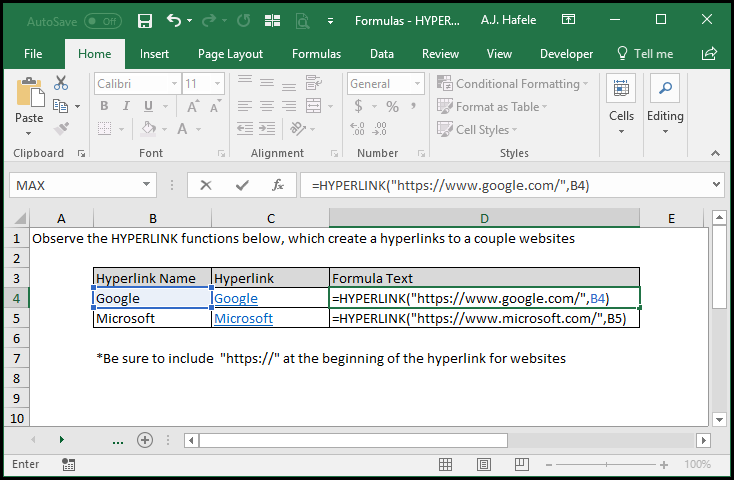 AutoSave Off Formulas - HYPER... A.J. Hafele
File Home Insert Page Layout Formulas Data Review View Developer Tell me
Calibri 11 General Conditional Formatting
Paste B I U A A $ % , Format as Table Cells Editing
A .00 .0 Cell Styles
Clipboard Font Alignment Number Styles
MAX =HYPERLINK("https://www.google.com/",B4)
A B C D E
1 Observe the HYPERLINK functions below, which create a hyperlinks to a couple websites
2
3 Hyperlink Name Hyperlink Formula Text
4 Google Google =HYPERLINK("https://www.google.com/",B4)
5 Microsoft Microsoft =HYPERLINK("https://www.microsoft.com/",B5)
6
7 *Be sure to include "https://" at the beginning of the hyperlink for websites
8
9
10
...
Enter 100%